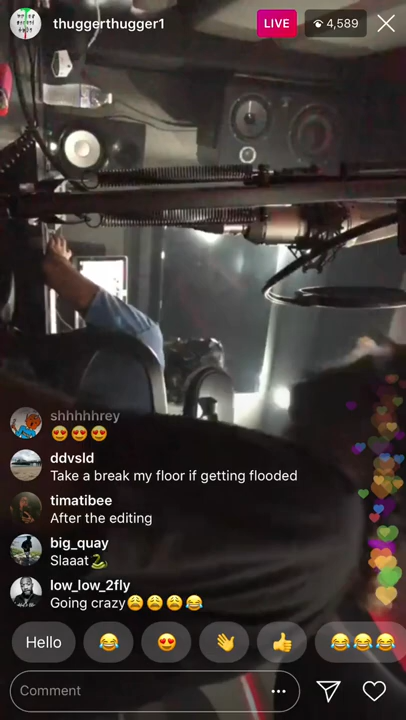 thuggerthugger1
LIVE
4,589
shhhhhrey
😍😍😍
ddvsld
Take a break my floor if getting flooded
timatibee
After the editing
big_quay
Slaaat🐍
low_low_2fly
Going crazy😩😩😩😂
Hello 😂 😍 👋 👍 😂😂😂
Comment